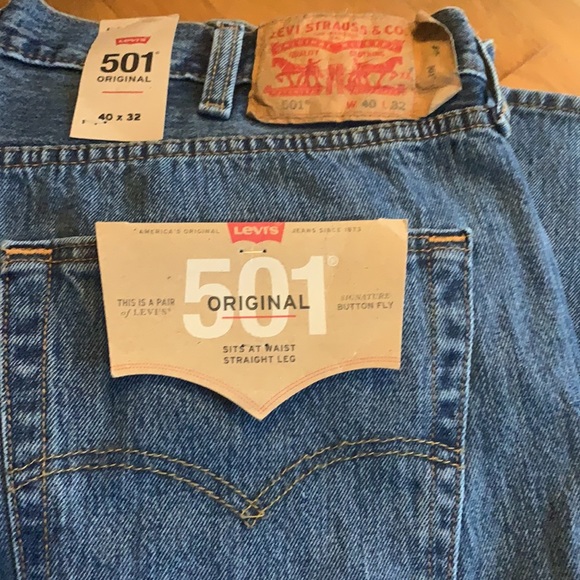 Levi's
501®
ORIGINAL
40 x 32
LEVI STRAUSS & CO.
QUALITY
501® W 40 L 32
AMERICA'S ORIGINAL Levi's JEANS SINCE 1873
501®
ORIGINAL
THIS IS A PAIR
of LEVI'S®
SIGNATURE
BUTTON FLY
SITS AT WAIST
STRAIGHT LEG